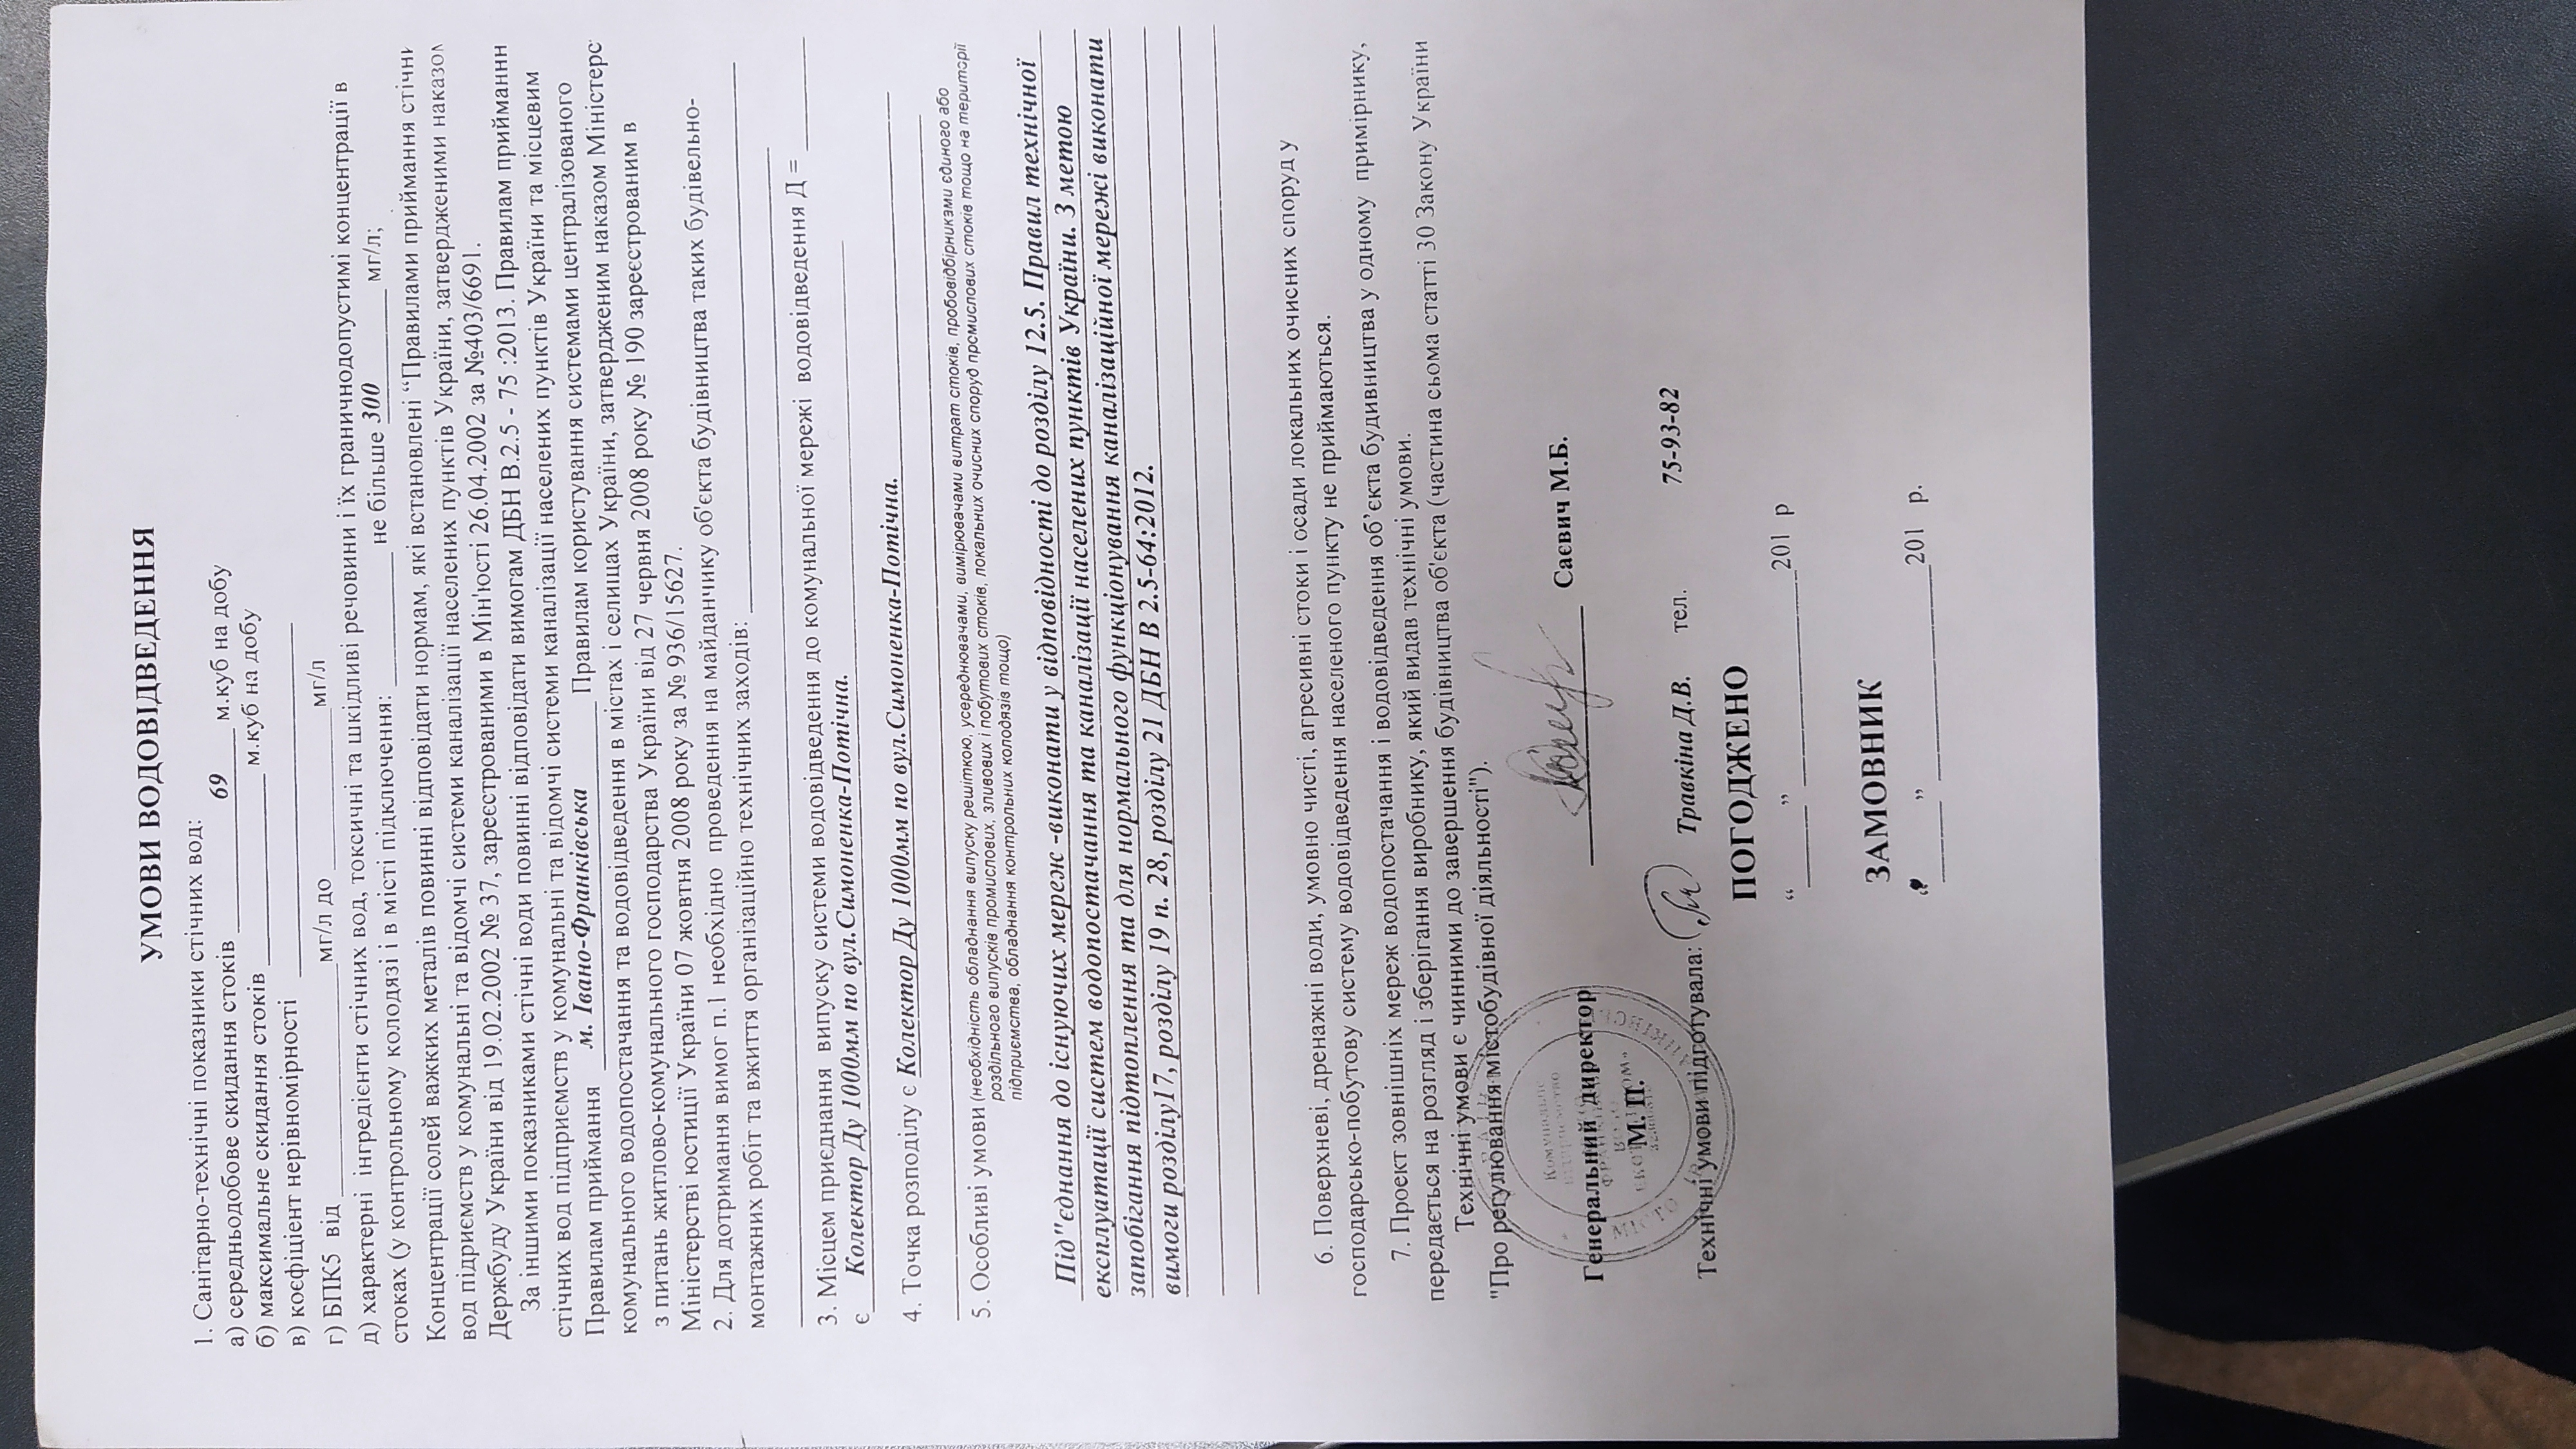 УМОВИ ВОДОВІДВЕДЕННЯ
1. Санітарно-технічні показники стічних вод:
а) середньодобове скидання стоків 69 м.куб на добу
б) максимальне скидання стоків м.куб на добу
в) коєфіцієнт нерівномірності
г) БПК5 від мг/л до мг/л
д) характерні інгредієнти стічних вод, токсичні та шкідливі речовини і їх граничнодопустимі концентрації в
стоках (у контрольному колодязі і в місті підключення: не більше 300 мг/л;
Концентрації солей важких металів повинні відповідати нормам, які встановлені “Правилами приймання стічни
вод підприємств у комунальні та відомчі системи каналізації населених пунктів України, затвердженими наказом
Держбуду України від 19.02.2002 № 37, зареєстрованими в Мін'юсті 26.04.2002 за №403/6691.
За іншими показниками стічні води повинні відповідати вимогам ДБН В.2.5 - 75 :2013. Правилам прийманн
стічних вод підприємств у комунальні та відомчі системи каналізації населених пунктів України та місцевим
Правилам приймання м. Івано-Франківська Правилам користування системами централізованого
комунального водопостачання та водовідведення в містах і селищах України, затвердженим наказом Міністерс
з питань житлово-комунального господарства України від 27 червня 2008 року № 190 зареєстрованим в
Міністерстві юстиції України 07 жовтня 2008 року за № 936/15627.
2. Для дотримання вимог п.1 необхідно проведення на майданчику об'єкта будівництва таких будівельно-
монтажних робіт та вжиття організаційно технічних заходів:
3. Місцем приєднання випуску системи водовідведення до комунальної мережі водовідведення Д =
є Колектор Ду 1000мм по вул.Симоненка-Потічна.
4. Точка розподілу є Колектор Ду 1000мм по вул.Симоненка-Потічна.
5. Особливі умови (необхідність обладнання випуску решіткою, усереднювачами, вимірювачами витрат стоків, пробовідбірниками єдиного або
роздільного випусків промислових, зливових і побутових стоків, локальних очисних споруд промислових стоків тощо на території
підприємства, обладнання контрольних колодязів тощо)
Під"єднання до існуючих мереж -виконати у відповідності до розділу 12.5. Правил технічної
експлуатації систем водопостачання та каналізації населених пунктів України. З метою
запобігання підтоплення та для нормального функціонування каналізаційної мережі виконати
вимоги розділу17, розділу 19 п. 28, розділу 21 ДБН В 2.5-64:2012.
6. Поверхневі, дренажні води, умовно чисті, агресивні стоки і осади локальних очисних споруд у
господарсько-побутову систему водовідведення населеного пункту не приймаються.
7. Проект зовнішніх мереж водопостачання і водовідведення об’єкта будивництва у одному примірнику,
передається на розгляд і зберігання виробнику, який видав технічні умови.
Технічні умови є чинними до завершення будівництва об'єкта (частина сьома статті 30 Закону України
"Про регулювання містобудівної діяльності").
Генеральний директор Саєвич М.Б.
М. П.
Технічні умови підготувала: Травкіна Д.В. тел. 75-93-82
ПОГОДЖЕНО
“ ” 201 р
ЗАМОВНИК
“ ” 201 р.